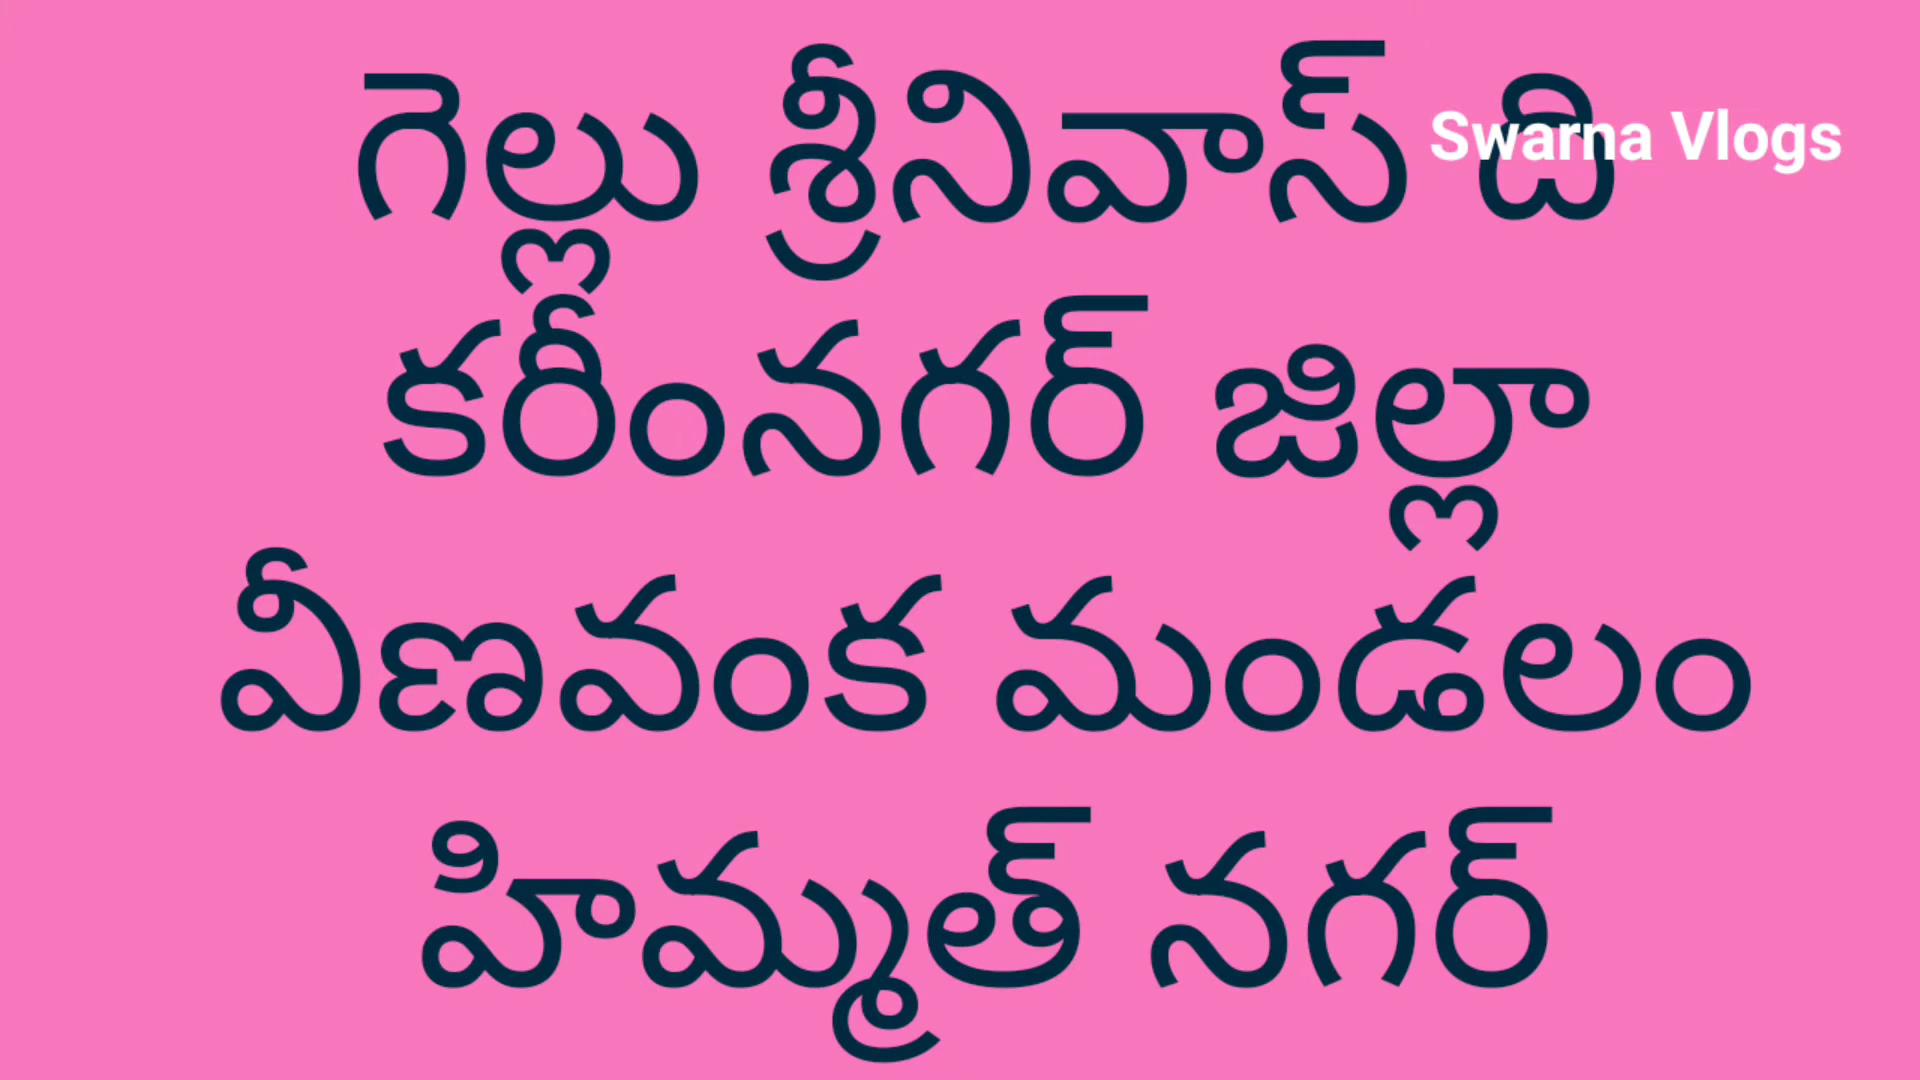 గెల్లు శ్రీనివాస్ ది
Swarna Vlogs
కరీంనగర్ జిల్లా
వీణవంక మండలం
హిమ్మత్ నగర్